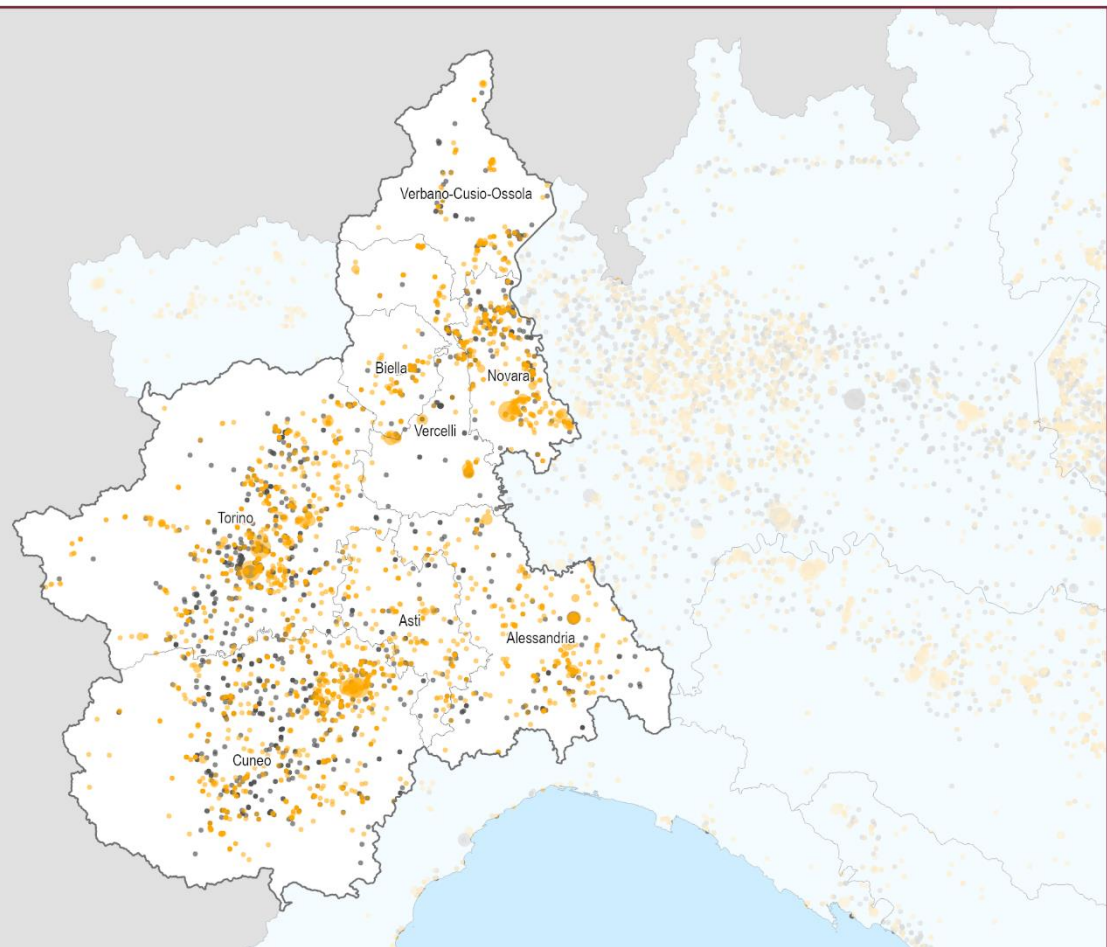 Verbano-Cusio-Ossola
Biella
Novara
Vercelli
Torino
Asti
Alessandria
Cuneo